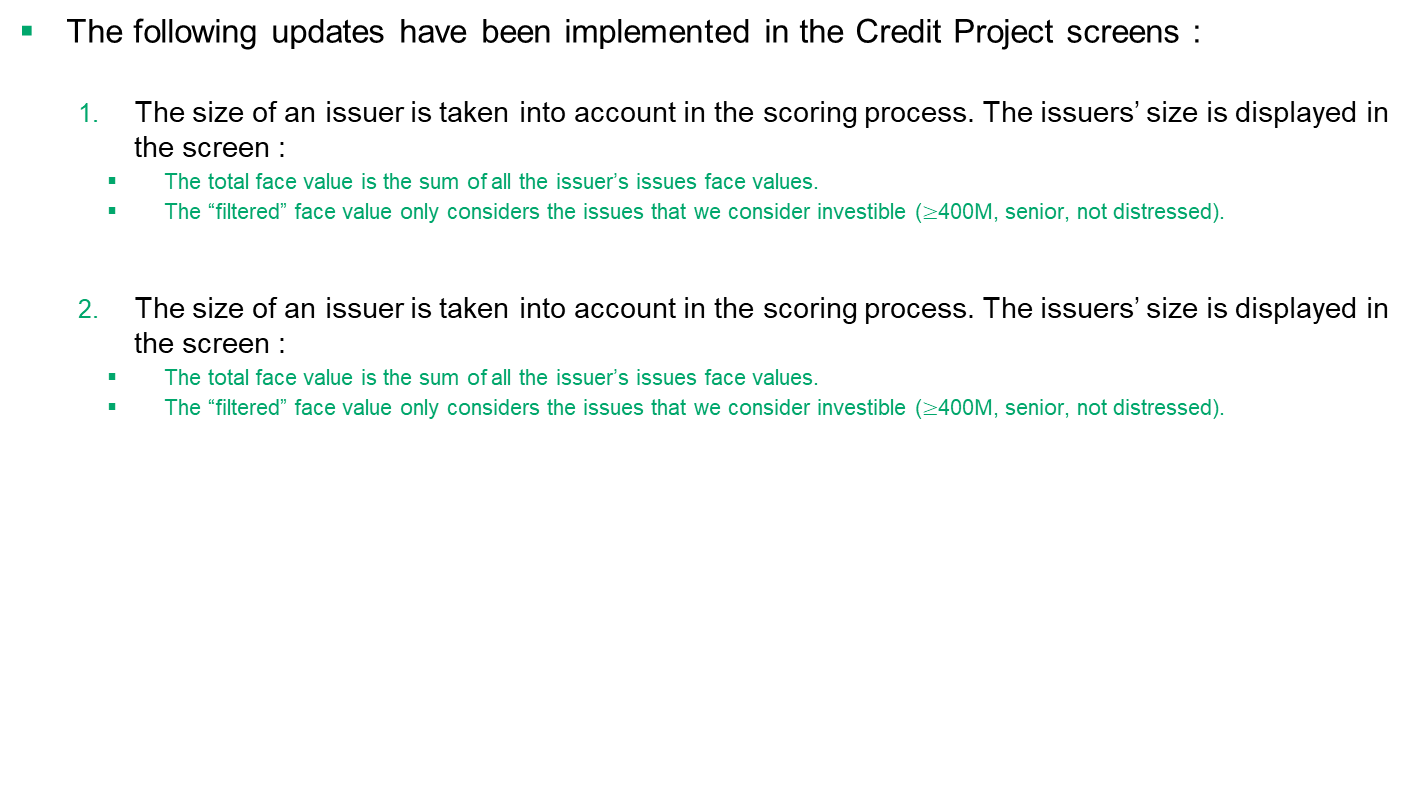 ▪ The following updates have been implemented in the Credit Project screens :
1. The size of an issuer is taken into account in the scoring process. The issuers’ size is displayed in
the screen :
▪ The total face value is the sum of all the issuer’s issues face values.
▪ The “filtered” face value only considers the issues that we consider investible (≥400M, senior, not distressed).
2. The size of an issuer is taken into account in the scoring process. The issuers’ size is displayed in
the screen :
▪ The total face value is the sum of all the issuer’s issues face values.
▪ The “filtered” face value only considers the issues that we consider investible (≥400M, senior, not distressed).